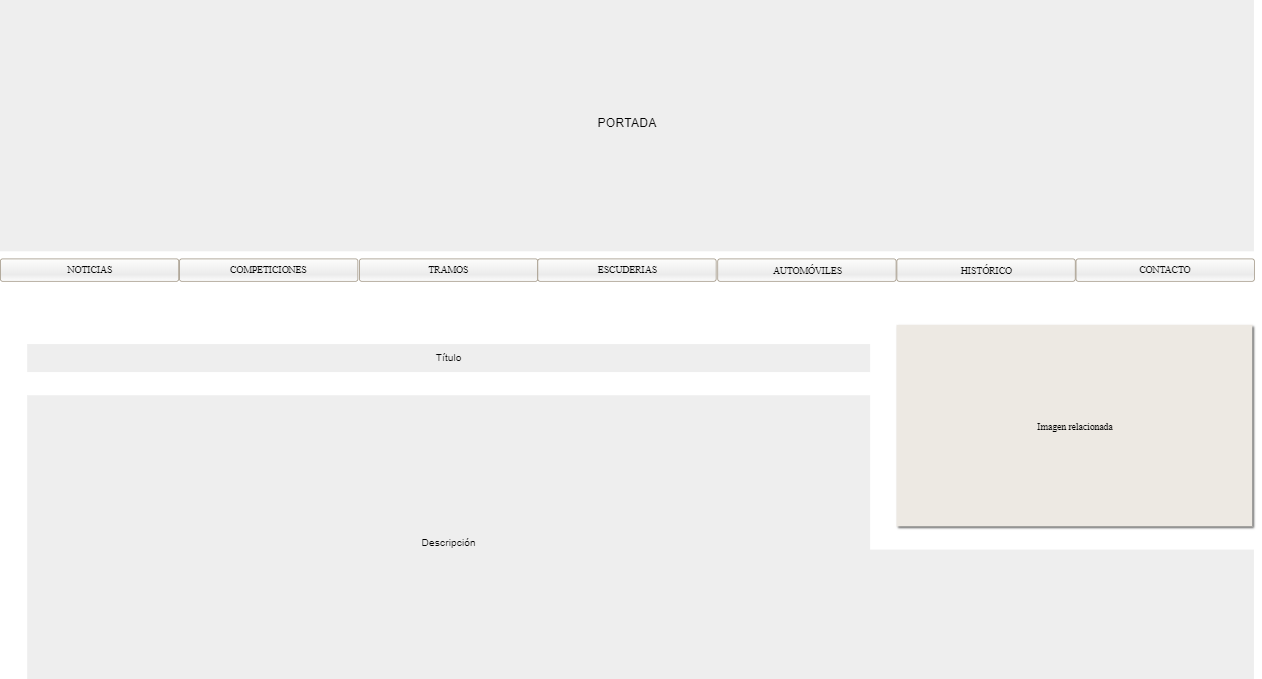 PORTADA
NOTICIAS
COMPETICIONES
TRAMOS
ESCUDERIAS
AUTOMÓVILES
HISTÓRICO
CONTACTO
Título
Imagen relacionada
Descripción